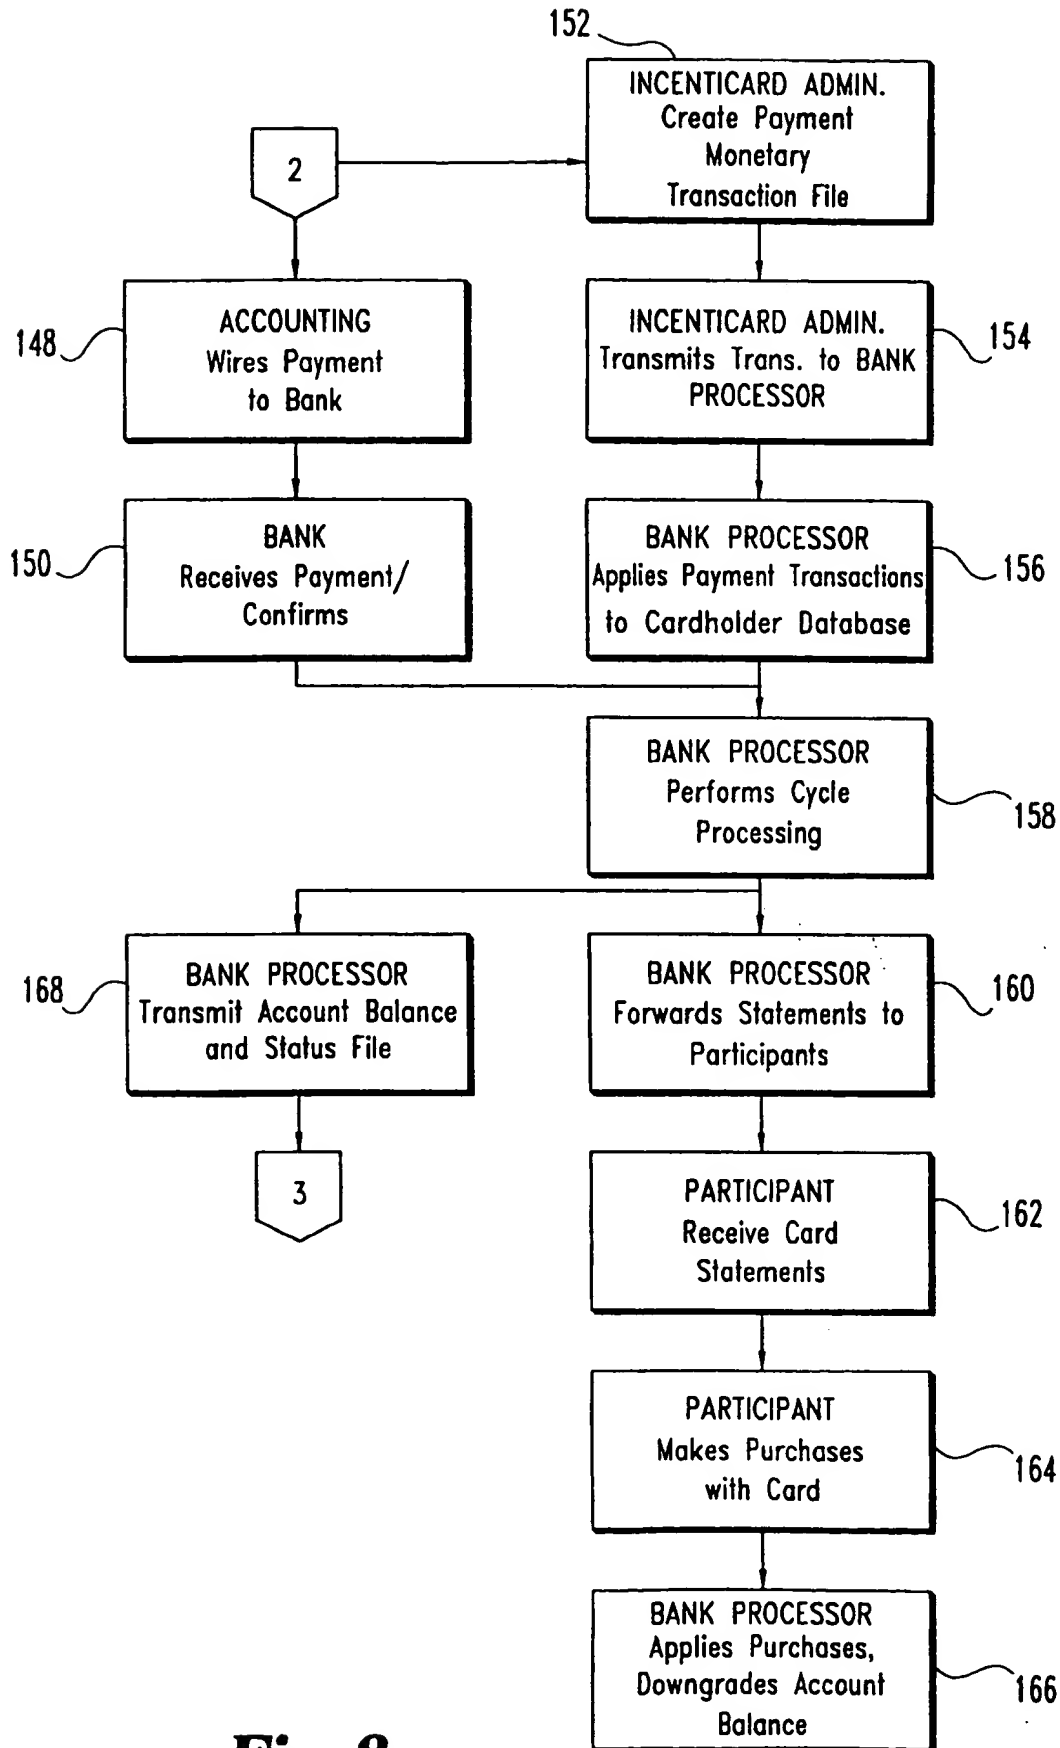 152
INCENTICARD ADMIN.
Create Payment
Monetary
Transaction File
2
148
ACCOUNTING
Wires Payment
to Bank
INCENTICARD ADMIN.
Transmits Trans. to BANK
PROCESSOR
154
150
BANK
Receives Payment/
Confirms
BANK PROCESSOR
Applies Payment Transactions
to Cardholder Database
156
BANK PROCESSOR
Performs Cycle
Processing
158
168
BANK PROCESSOR
Transmit Account Balance
and Status File
BANK PROCESSOR
Forwards Statements to
Participants
160
3
PARTICIPANT
Receive Card
Statements
162
PARTICIPANT
Makes Purchases
with Card
164
BANK PROCESSOR
Applies Purchases,
Downgrades Account
Balance
166